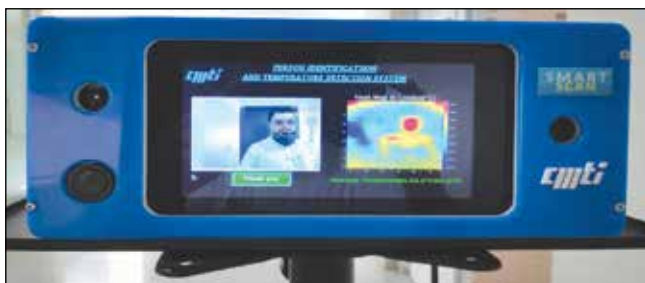 cmti
PERSON IDENTIFICATION
AND TEMPERATURE DETECTION SYSTEM
SMART
SCAN
Thank you
cmti